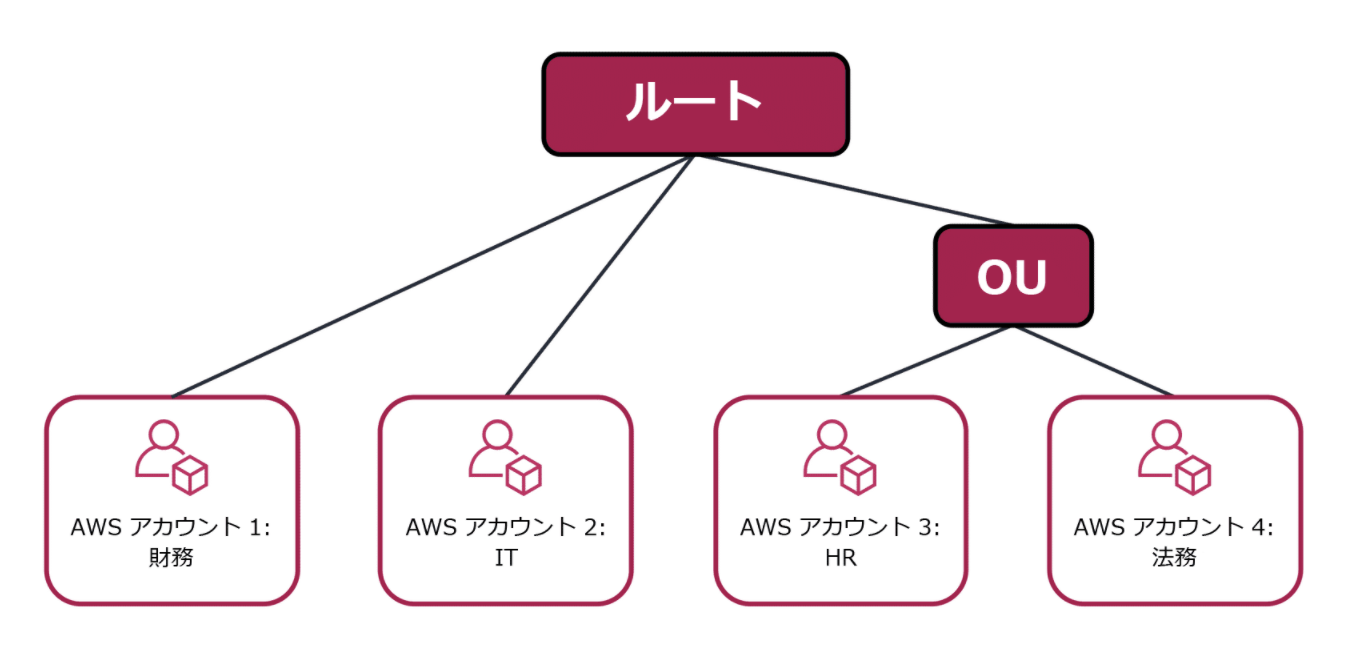 ルート
OU
AWS アカウント 1:
財務
AWS アカウント 2:
IT
AWS アカウント 3:
HR
AWS アカウント 4:
法務